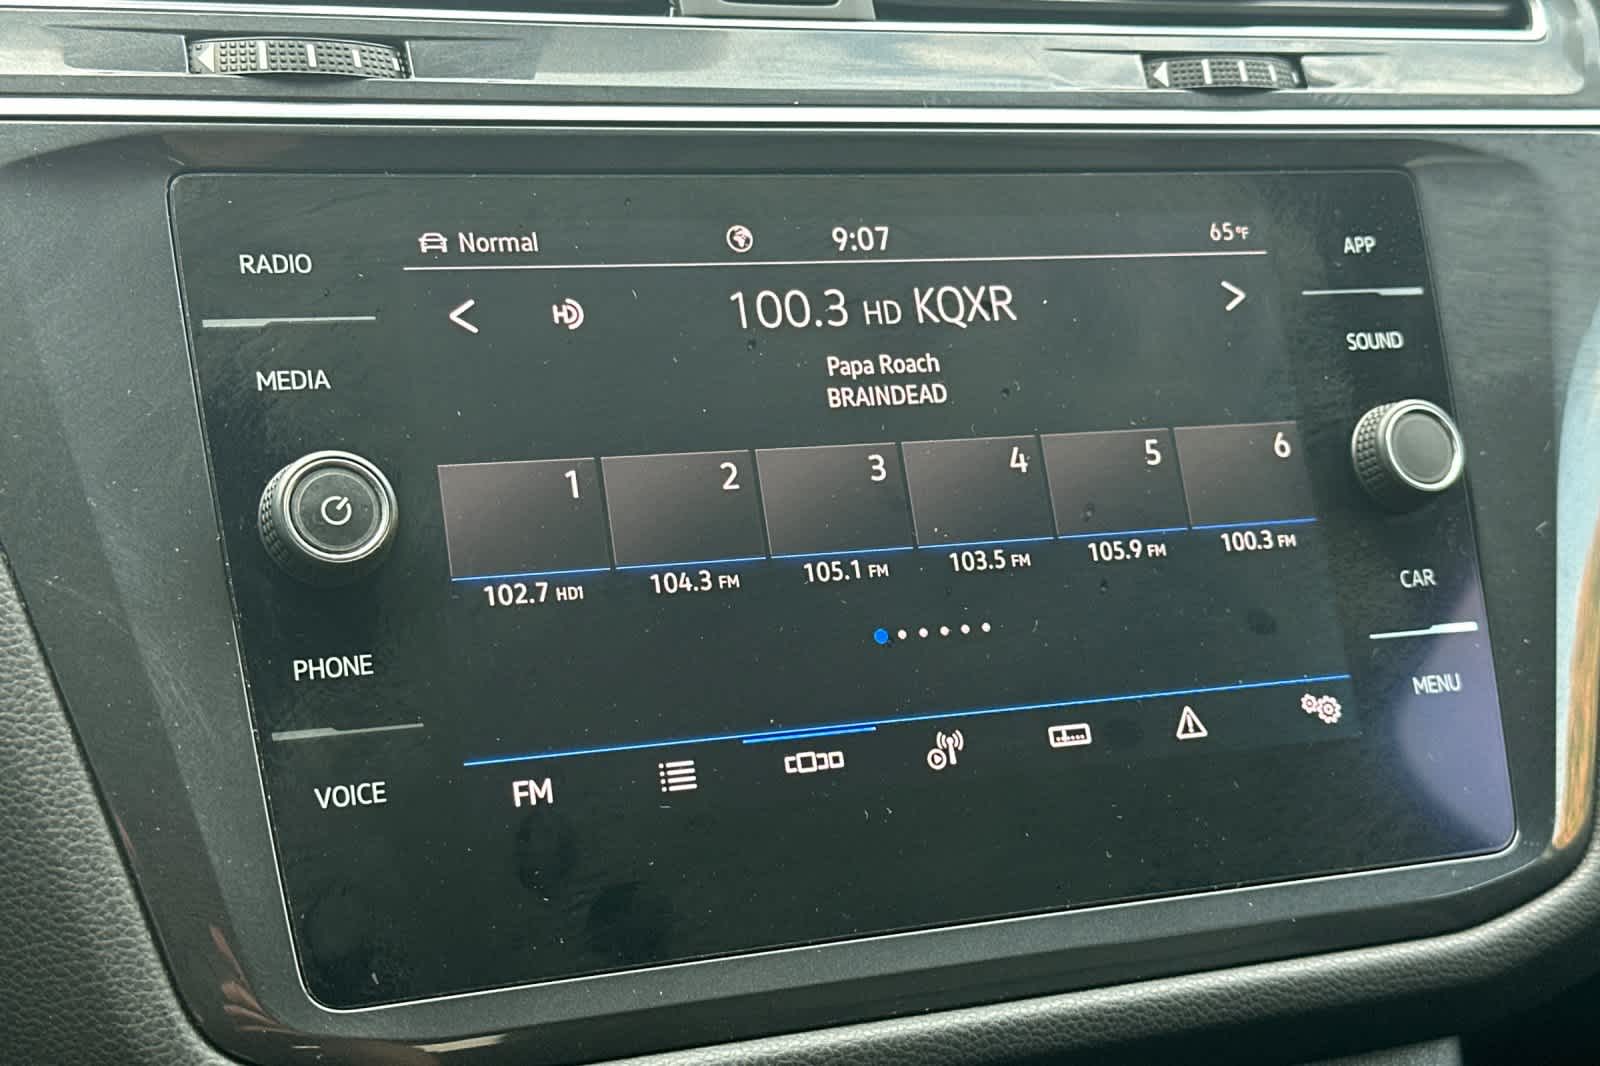 RADIO
MEDIA
PHONE
VOICE
Normal 9:07 65°F
< HD 100.3 HD KQXR >
Papa Roach
BRAINDEAD
1 2 3 4 5 6
102.7 HD1 104.3 FM 105.1 FM 103.5 FM 105.9 FM 100.3 FM
FM
APP
SOUND
CAR
MENU